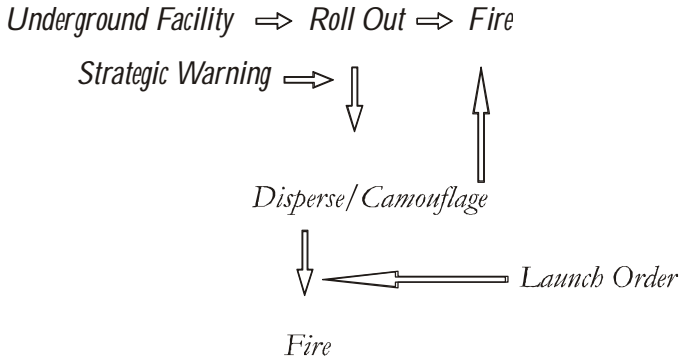 Underground Facility Roll Out Fire
Strategic Warning
Disperse/Camouflage
Launch Order
Fire